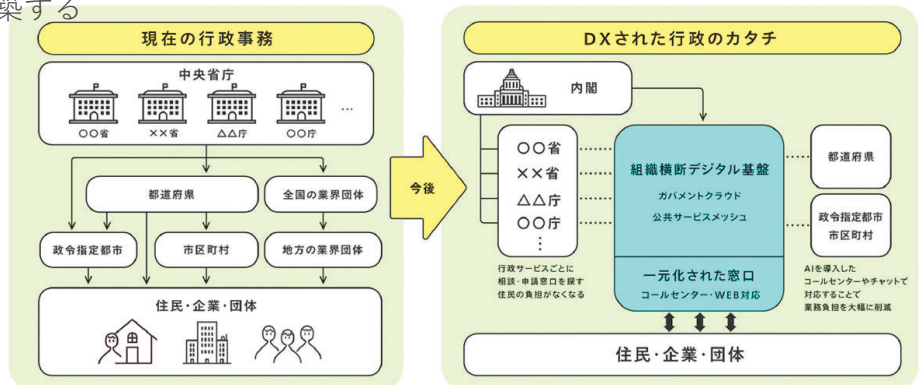 築する
現在の行政事務
中央省庁
○○省
××省
△△庁
○○庁
…
都道府県
全国の業界団体
政令指定都市
市区町村
地方の業界団体
住民・企業・団体
今後
DXされた行政のカタチ
内閣
○○省
××省
△△庁
○○庁
⋮
行政サービスごとに
相談・申請窓口を探す
住民の負担がなくなる
組織横断デジタル基盤
ガバメントクラウド
公共サービスメッシュ
一元化された窓口
コールセンター・WEB対応
都道府県
政令指定都市
市区町村
AIを導入した
コールセンターやチャットで
対応することで
業務負担を大幅に削減
住民・企業・団体